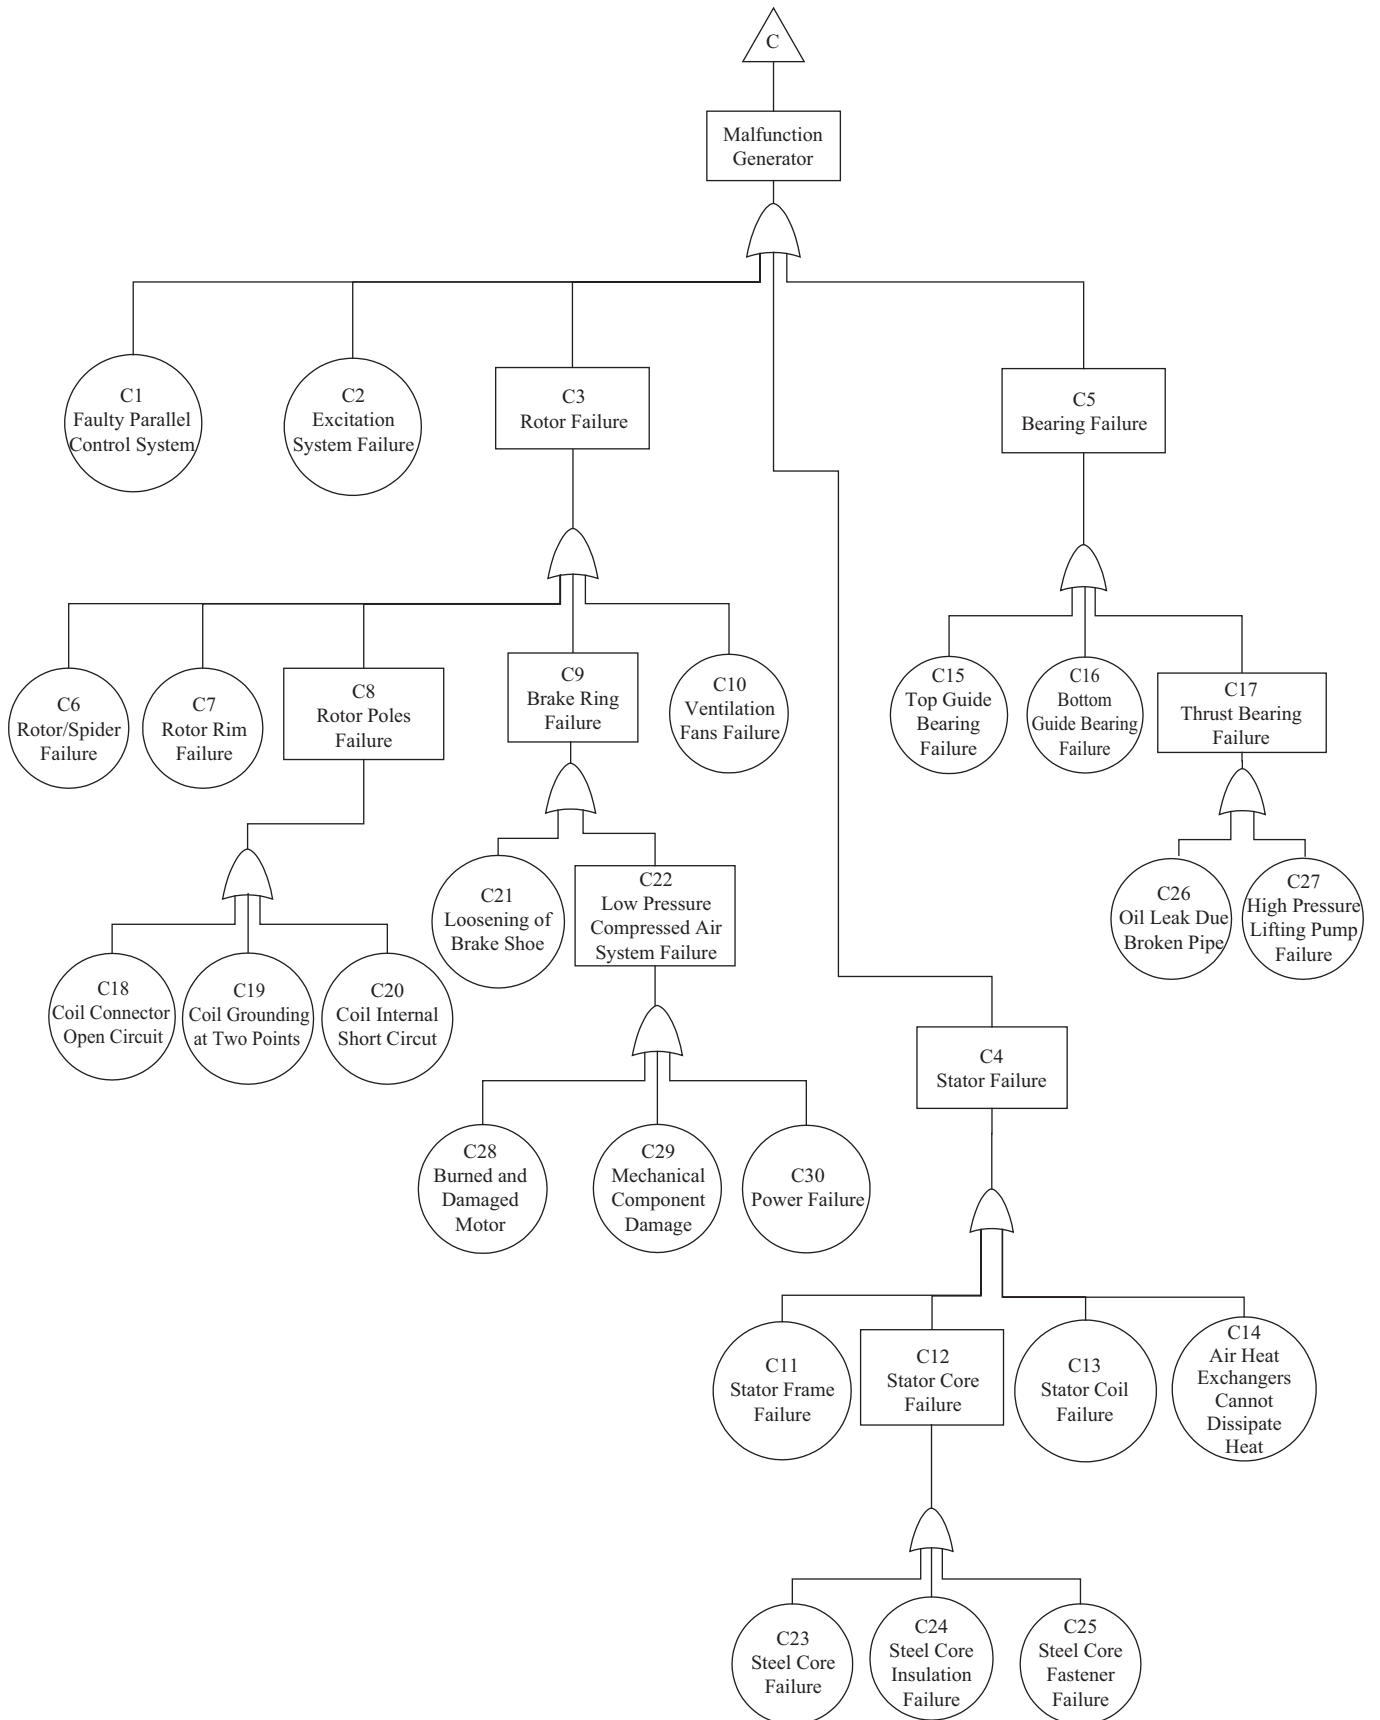 C
Malfunction
Generator
C1
Faulty Parallel
Control System
C2
Excitation
System Failure
C3
Rotor Failure
C5
Bearing Failure
C6
Rotor/Spider
Failure
C7
Rotor Rim
Failure
C8
Rotor Poles
Failure
C9
Brake Ring
Failure
C10
Ventilation
Fans Failure
C15
Top Guide
Bearing
Failure
C16
Bottom
Guide Bearing
Failure
C17
Thrust Bearing
Failure
C21
Loosening of
Brake Shoe
C22
Low Pressure
Compressed Air
System Failure
C26
Oil Leak Due
Broken Pipe
C27
High Pressure
Lifting Pump
Failure
C18
Coil Connector
Open Circuit
C19
Coil Grounding
at Two Points
C20
Coil Internal
Short Circut
C4
Stator Failure
C28
Burned and
Damaged
Motor
C29
Mechanical
Component
Damage
C30
Power Failure
C11
Stator Frame
Failure
C12
Stator Core
Failure
C13
Stator Coil
Failure
C14
Air Heat
Exchangers
Cannot
Dissipate
Heat
C23
Steel Core
Failure
C24
Steel Core
Insulation
Failure
C25
Steel Core
Fastener
Failure